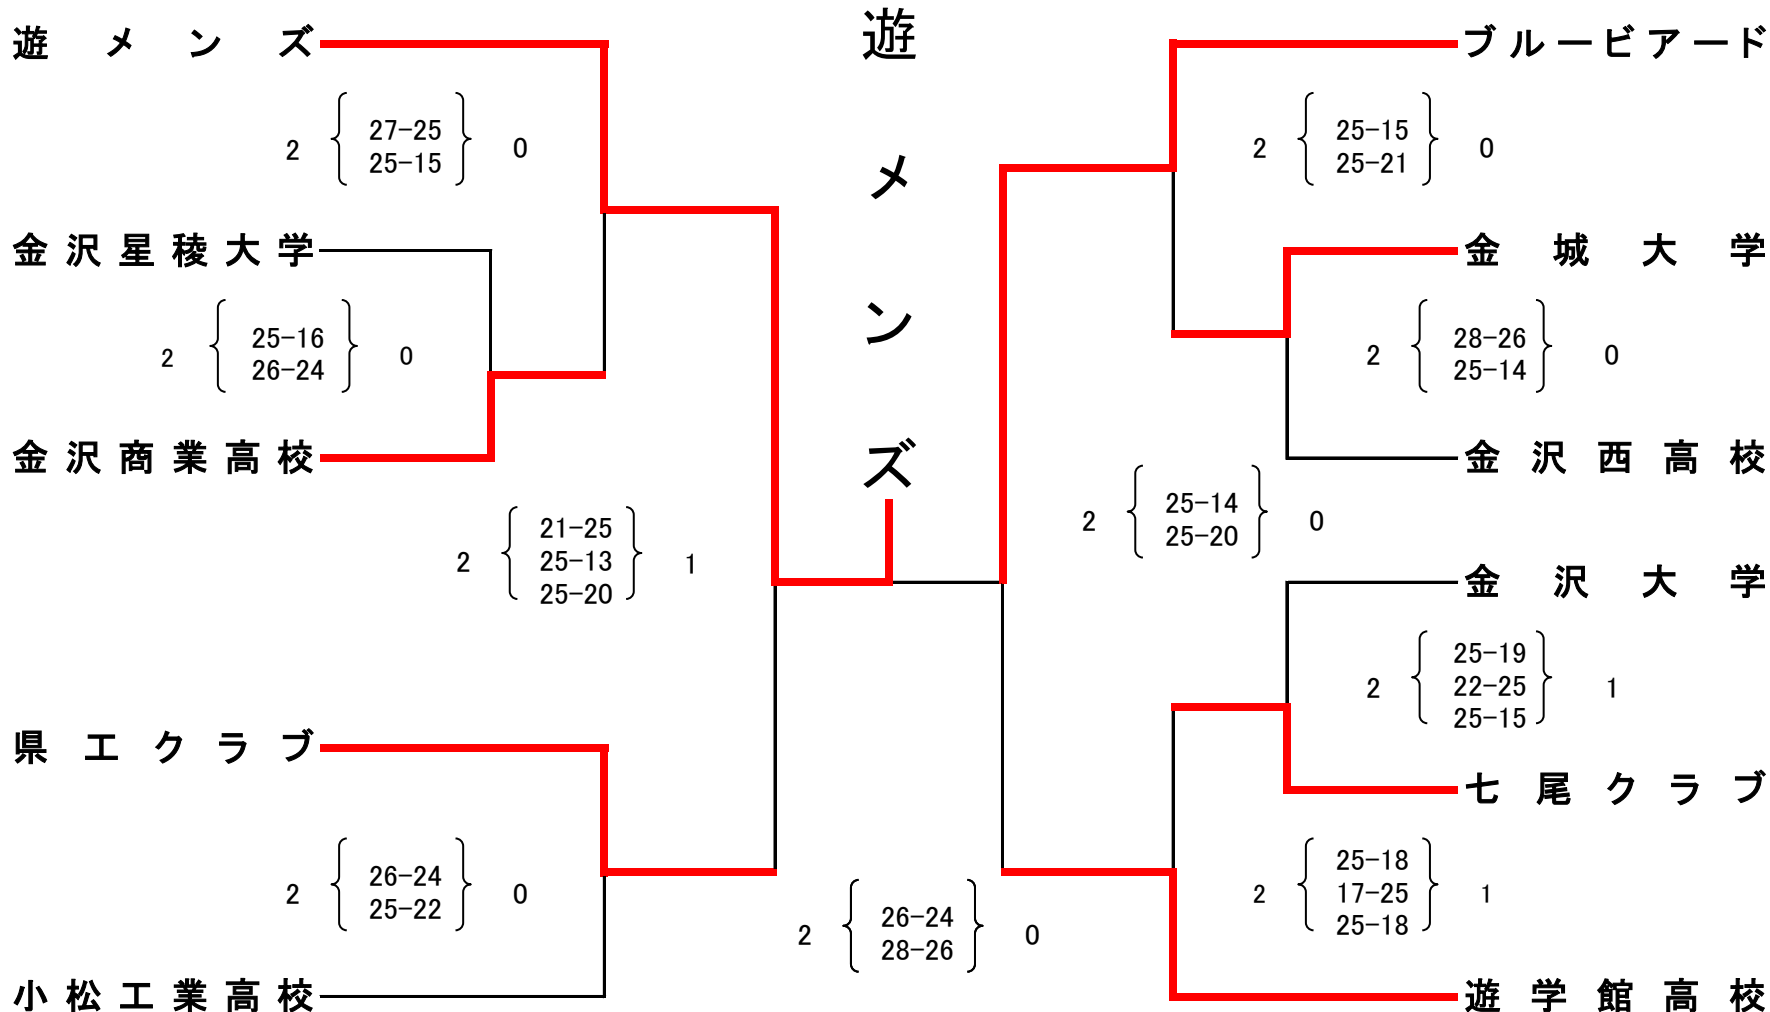 遊メンズ
2 27-25 0
25-15
金沢星稜大学
2 25-16 0
26-24
金沢商業高校
2 21-25 1
25-13
25-20
県工クラブ
2 26-24 0
25-22
小松工業高校
遊メンズ
2 26-24 0
28-26
ブルービアード
2 25-15 0
25-21
金城大学
2 28-26 0
25-14
金沢西高校
2 25-14 0
25-20
金沢大学
2 25-19 1
22-25
25-15
七尾クラブ
2 25-18 1
17-25
25-18
遊学館高校